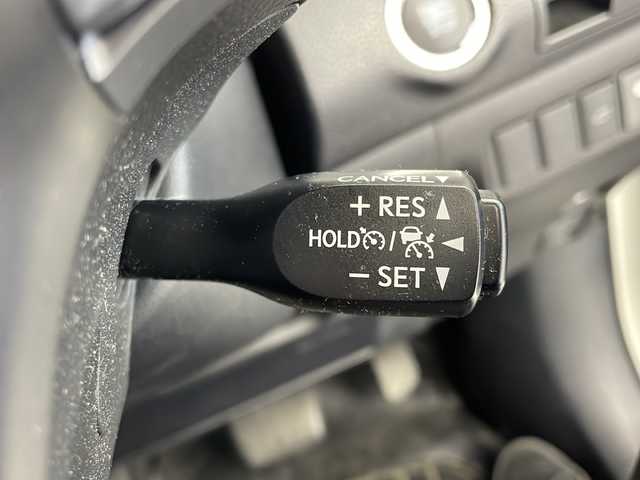 CANCEL▼
+ RES ▲
HOLD / ◀
− SET ▼